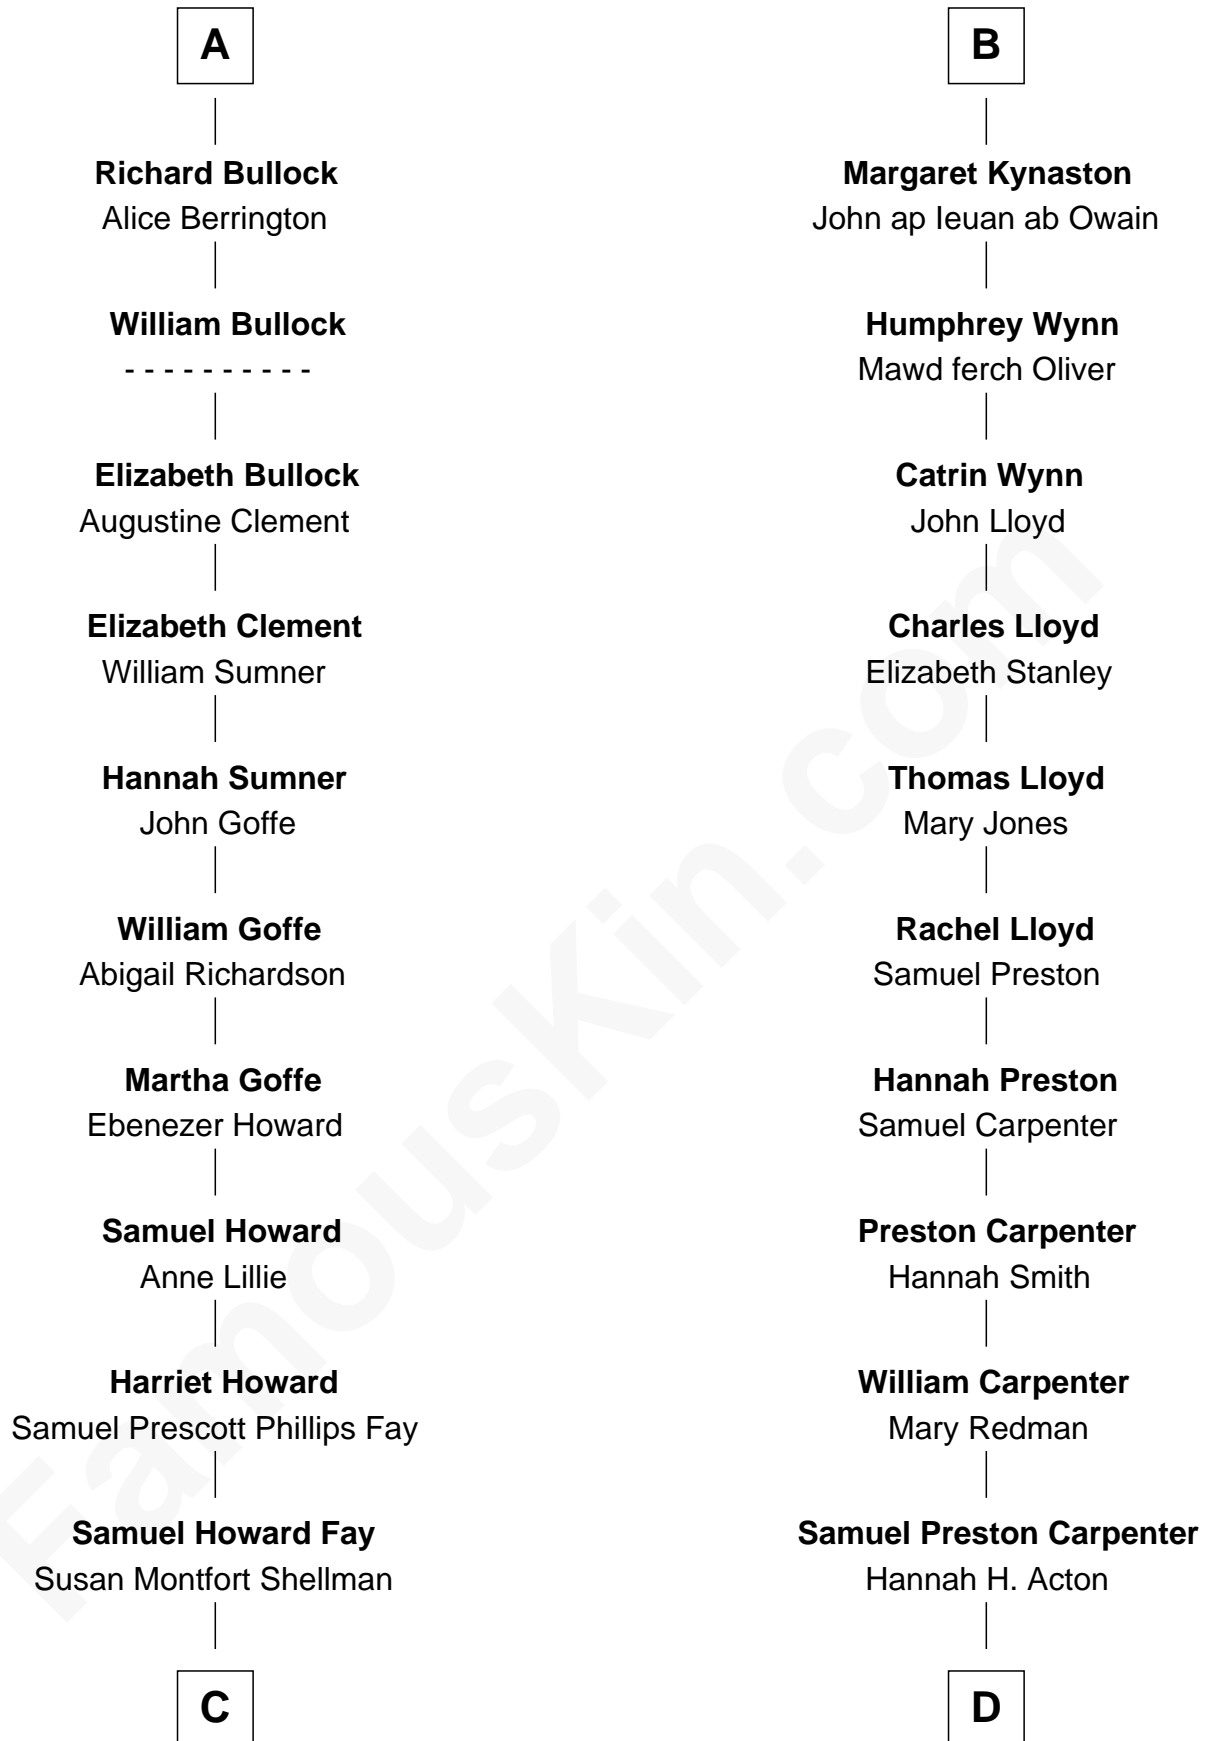 A
Richard Bullock
Alice Berrington
William Bullock
- - - - - - - - - -
Elizabeth Bullock
Augustine Clement
Elizabeth Clement
William Sumner
Hannah Sumner
John Goffe
William Goffe
Abigail Richardson
Martha Goffe
Ebenezer Howard
Samuel Howard
Anne Lillie
Harriet Howard
Samuel Prescott Phillips Fay
Samuel Howard Fay
Susan Montfort Shellman
C
B
Margaret Kynaston
John ap Ieuan ab Owain
Humphrey Wynn
Mawd ferch Oliver
Catrin Wynn
John Lloyd
Charles Lloyd
Elizabeth Stanley
Thomas Lloyd
Mary Jones
Rachel Lloyd
Samuel Preston
Hannah Preston
Samuel Carpenter
Preston Carpenter
Hannah Smith
William Carpenter
Mary Redman
Samuel Preston Carpenter
Hannah H. Acton
D
FamousKin.com